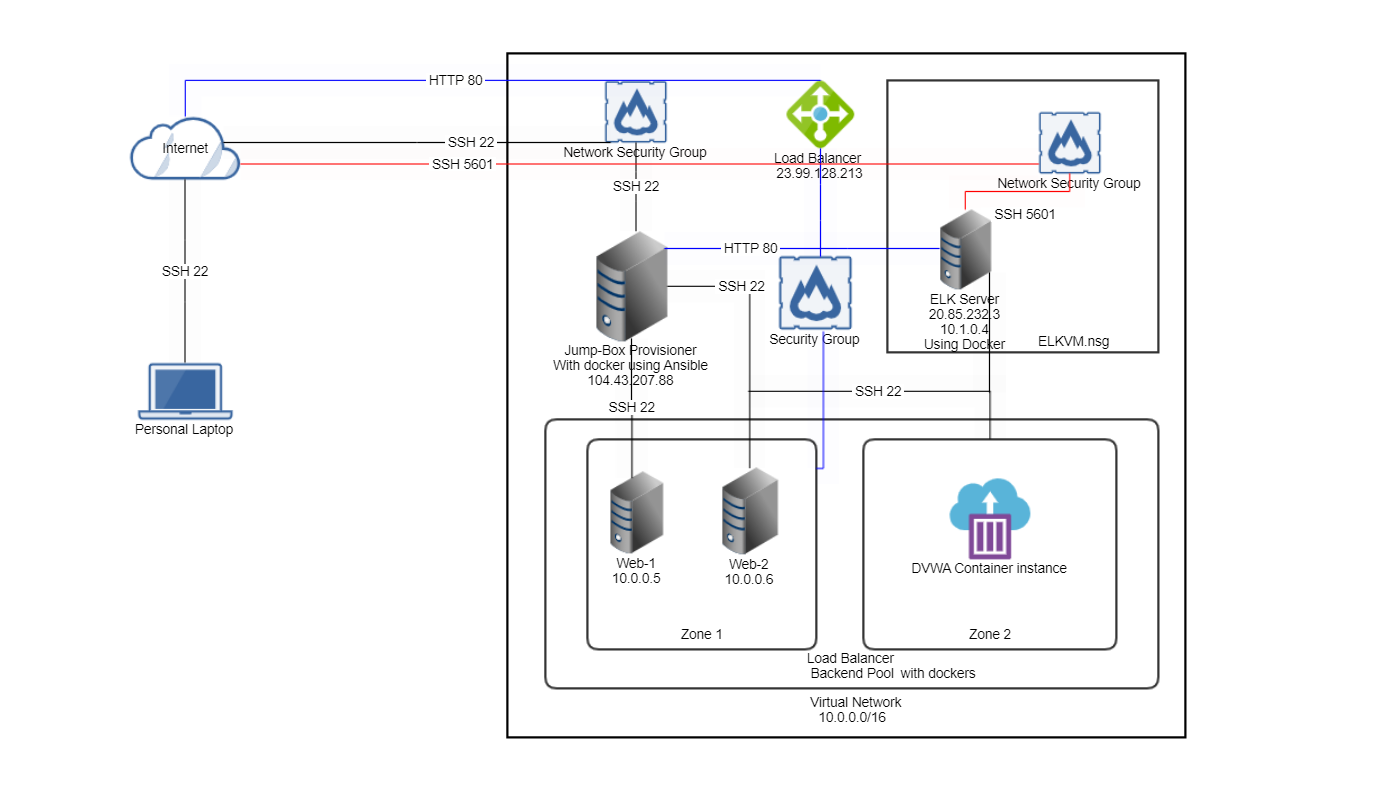 HTTP 80
SSH 22
SSH 5601
Internet
Network Security Group
Load Balancer
23.99.128.213
Network Security Group
SSH 22
SSH 5601
HTTP 80
SSH 22
SSH 22
ELK Server
20.85.232.3
10.1.0.4
Using Docker
ELKVM.nsg
Security Group
Jump-Box Provisioner
With docker using Ansible
104.43.207.88
SSH 22
SSH 22
Personal Laptop
Web-1
10.0.0.5
Web-2
10.0.0.6
DVWA Container instance
Zone 1
Zone 2
Load Balancer
Backend Pool with dockers
Virtual Network
10.0.0.0/16